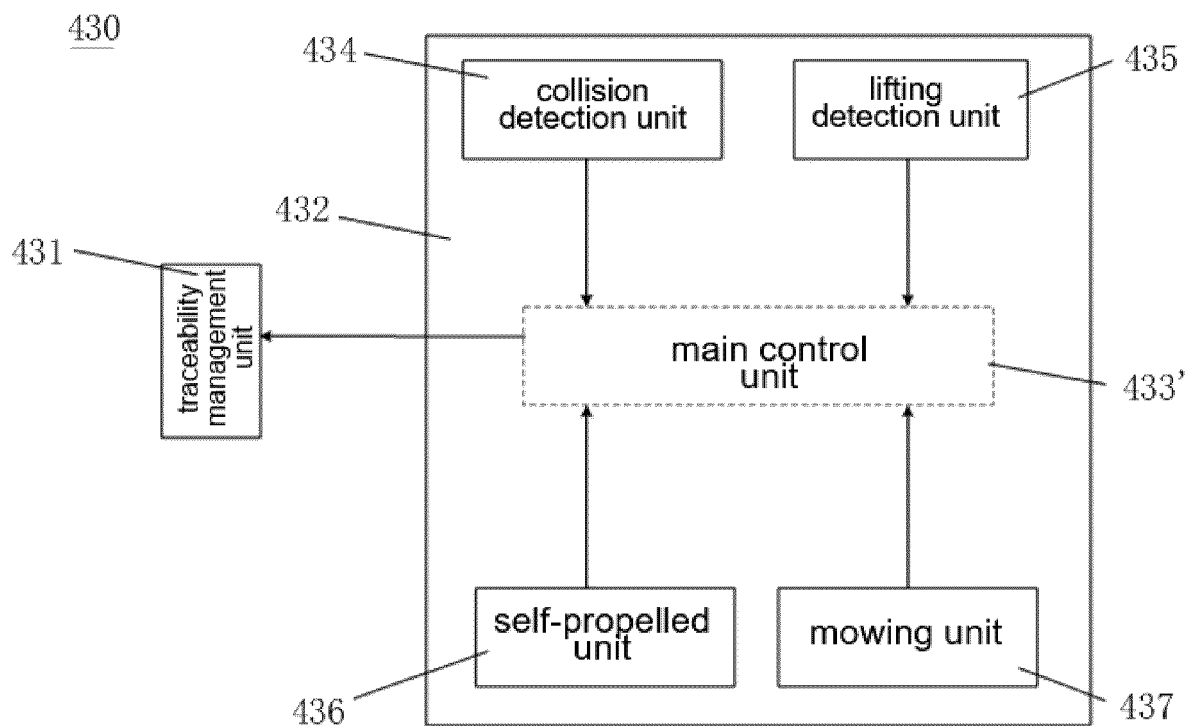 430
434
collision
detection unit
lifting
detection unit
435
432
431
traceability
management
unit
main control
unit
433’
self-propelled
unit
mowing unit
436
437